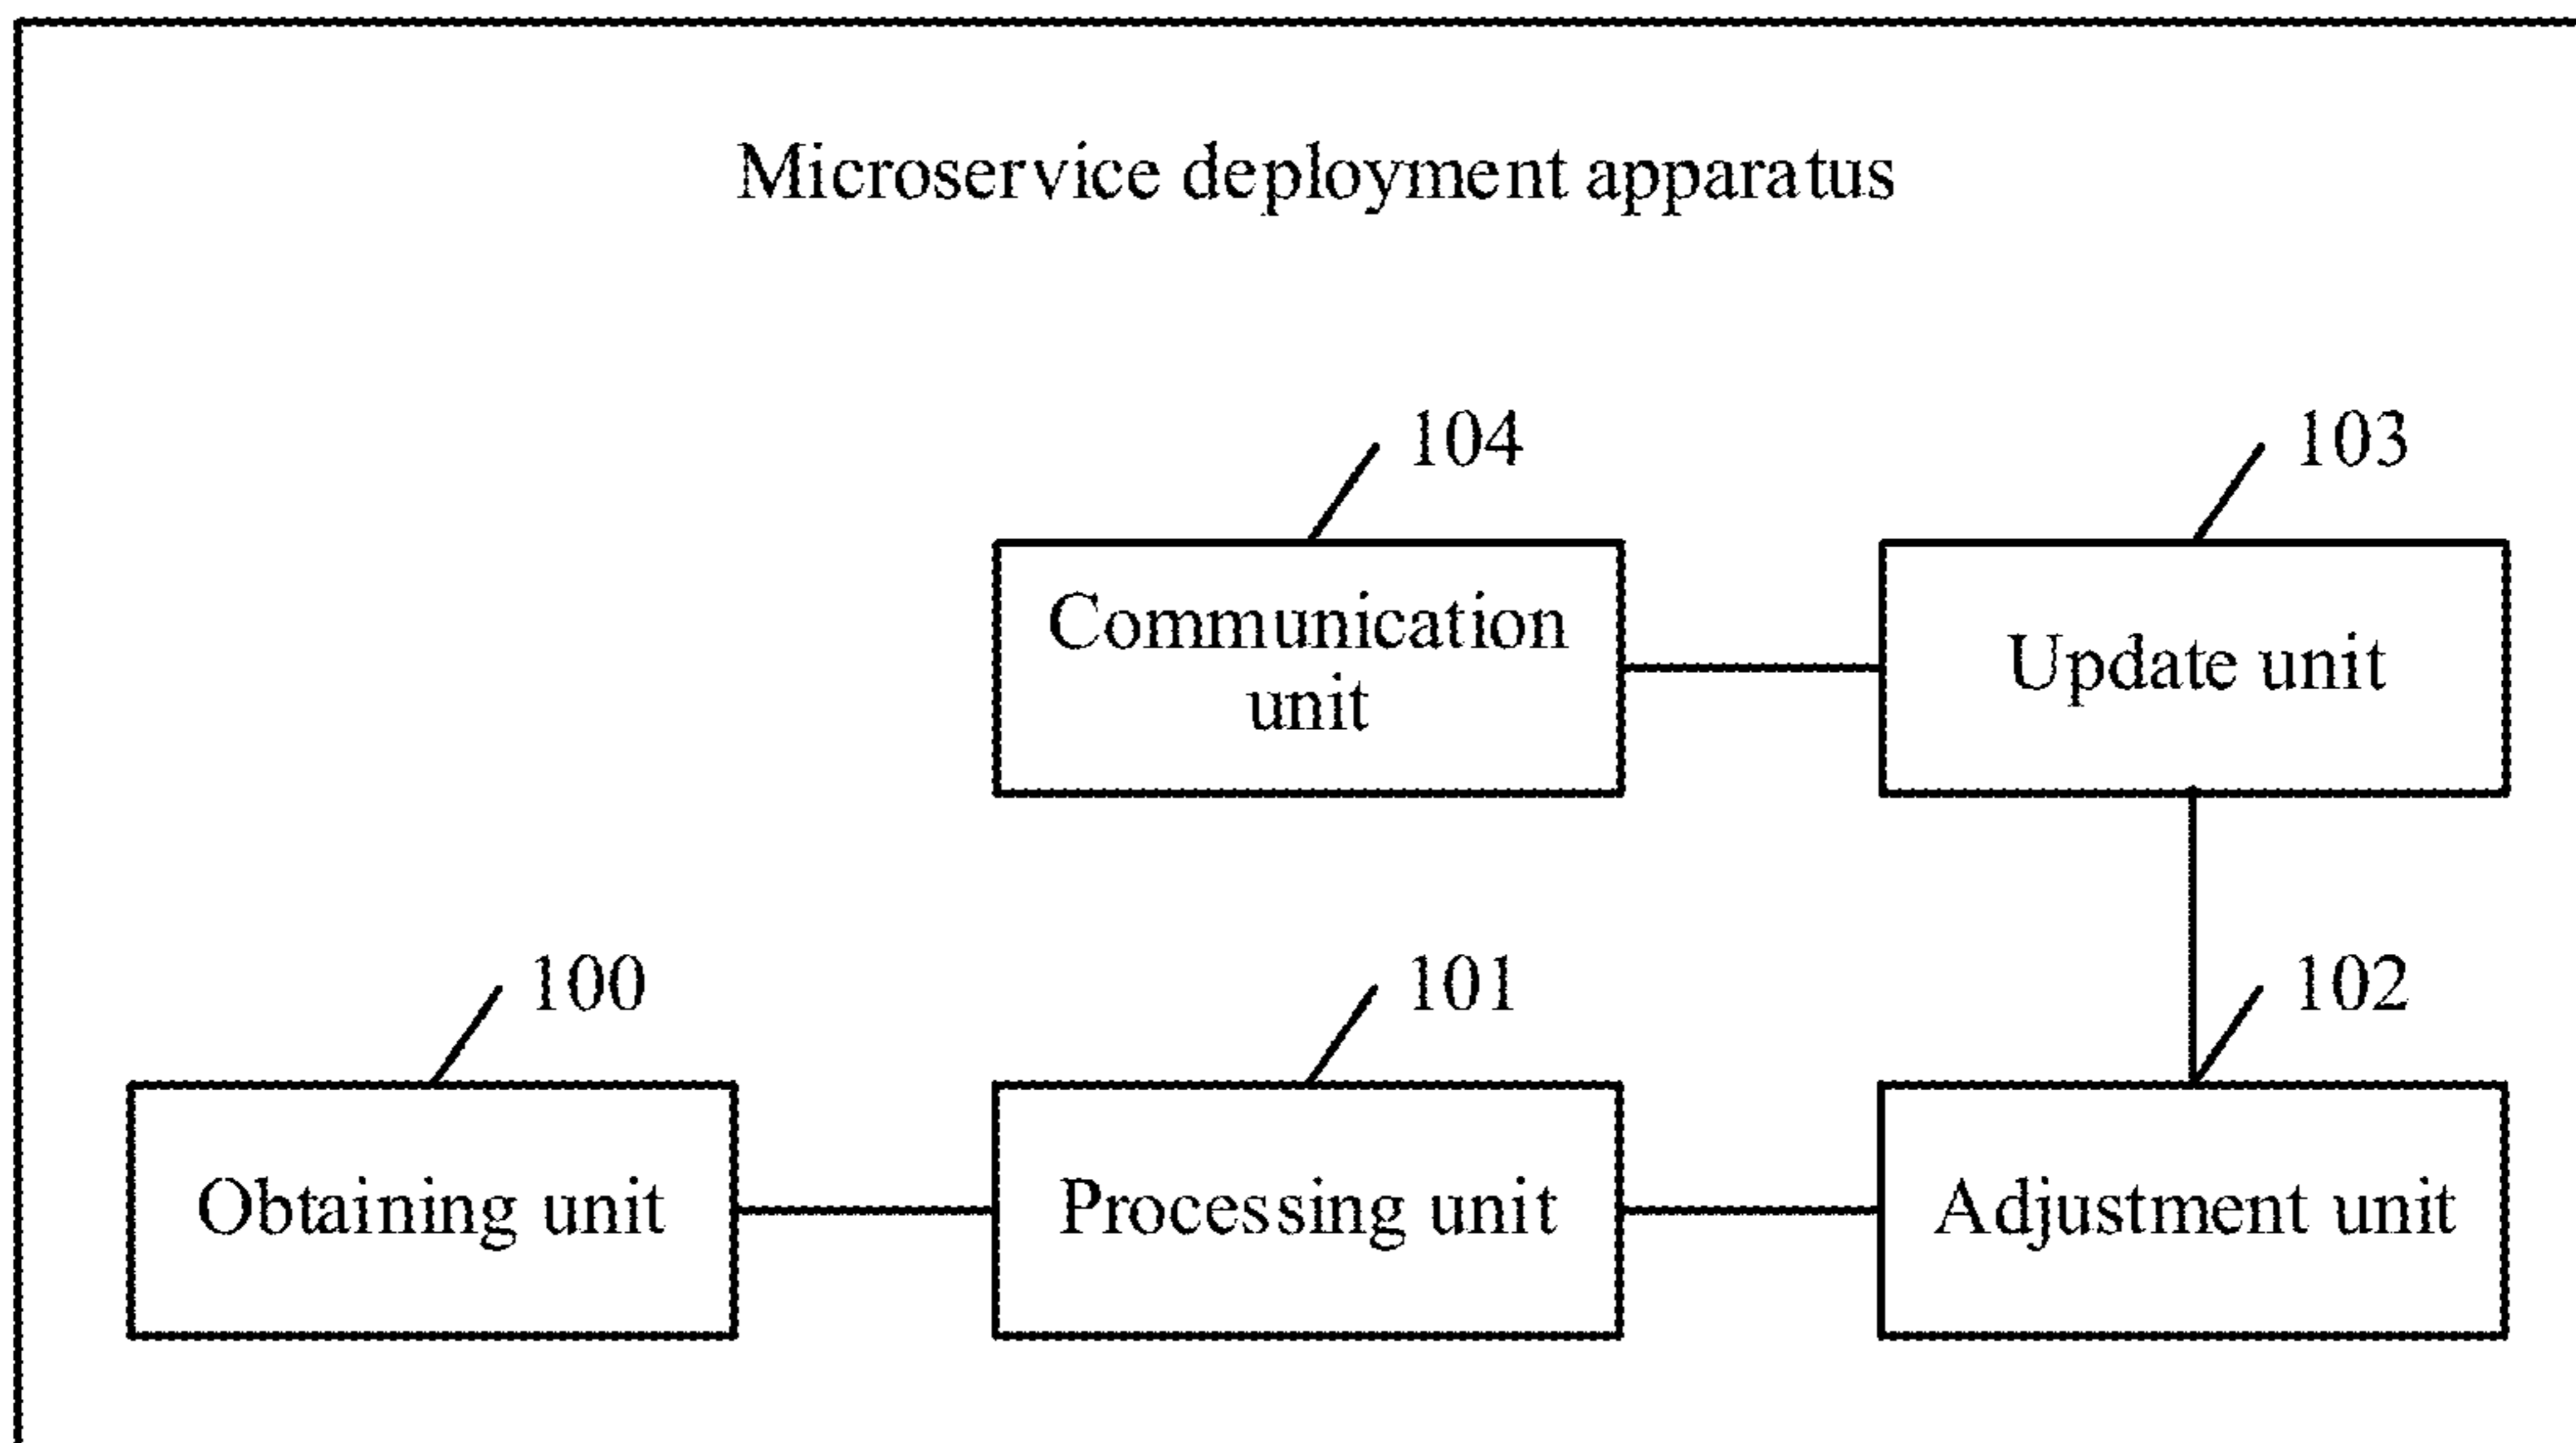 Microservice deployment apparatus
104
103
Communication
unit
Update unit
100
101
102
Obtaining unit
Processing unit
Adjustment unit